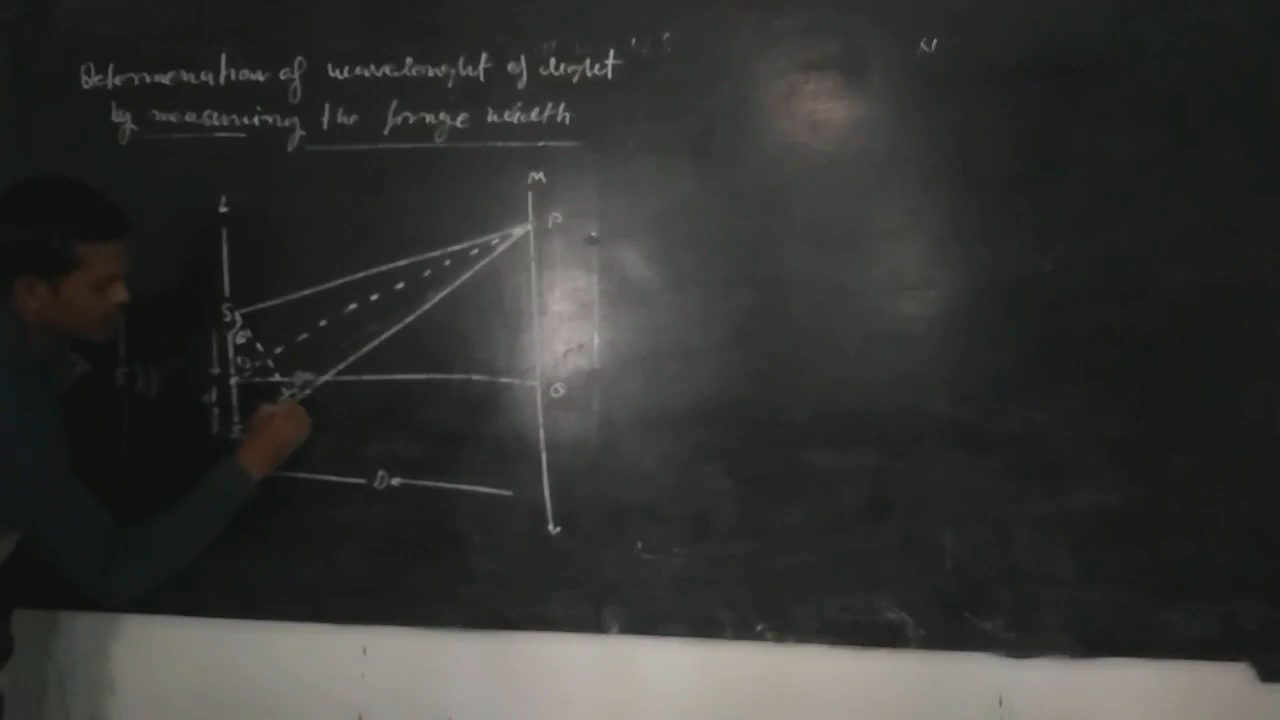 Determination of wavelenght of light
by measuring the fringe width
L
M
P
S
θ
d
O
D